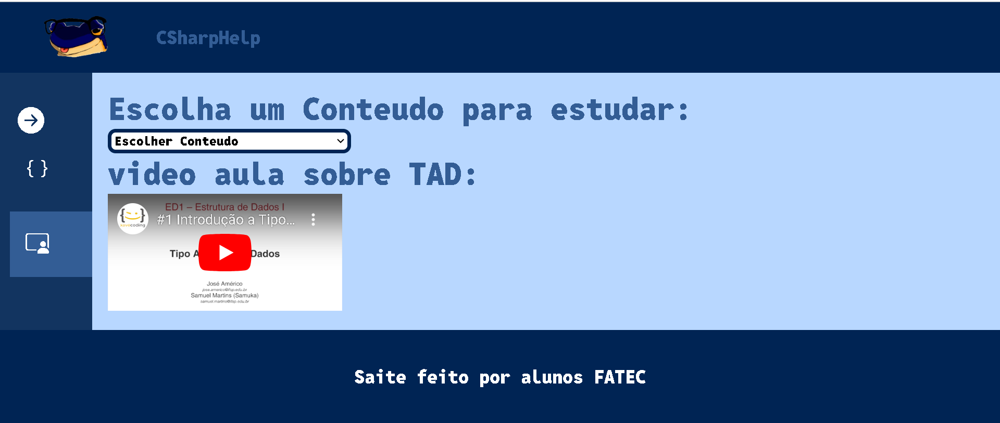 CSharpHelp
Escolha um Conteudo para estudar:
Escolher Conteudo
{ }
video aula sobre TAD:
ED1 – Estrutura de Dados I
{ }
xavecoding
#1 Introdução a Tipo...
Tipo A Dados
José Américo
jose.americo@ifsp.edu.br
Samuel Martins (Samuka)
samuel.martins@ifsp.edu.br
Saite feito por alunos FATEC